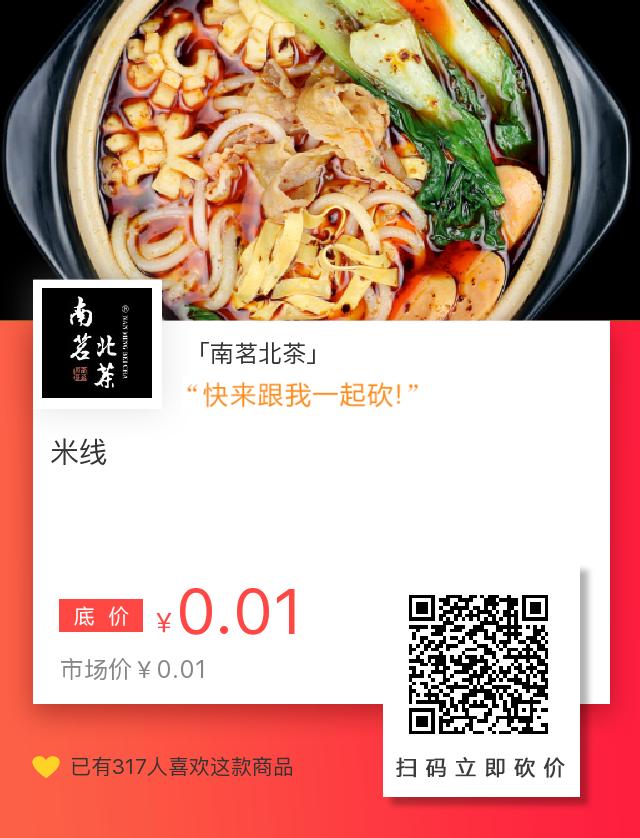 南茗
北茶
「南茗北茶」
“快来跟我一起砍!”
米线
底价 ¥0.01
市场价¥0.01
已有317人喜欢这款商品
扫码立即砍价